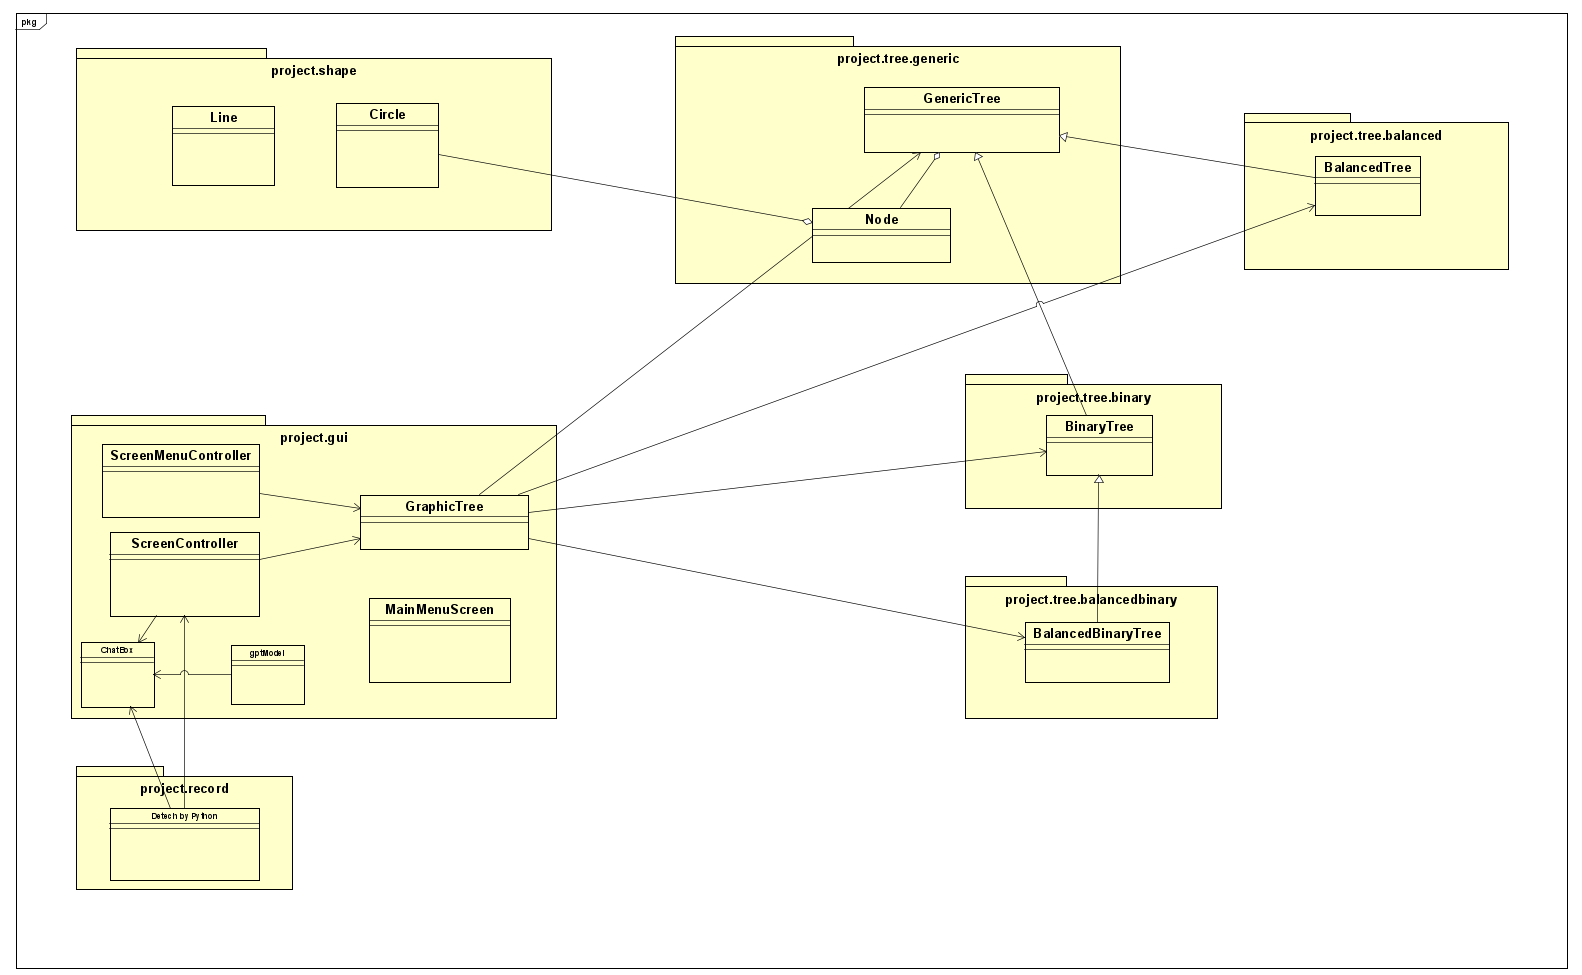 pkg
project.shape
Line
Circle
project.tree.generic
GenericTree
Node
project.tree.balanced
BalancedTree
project.tree.binary
BinaryTree
project.gui
ScreenMenuController
GraphicTree
ScreenController
MainMenuScreen
ChatBox
gptModel
project.tree.balancedbinary
BalancedBinaryTree
project.record
Detech by Python